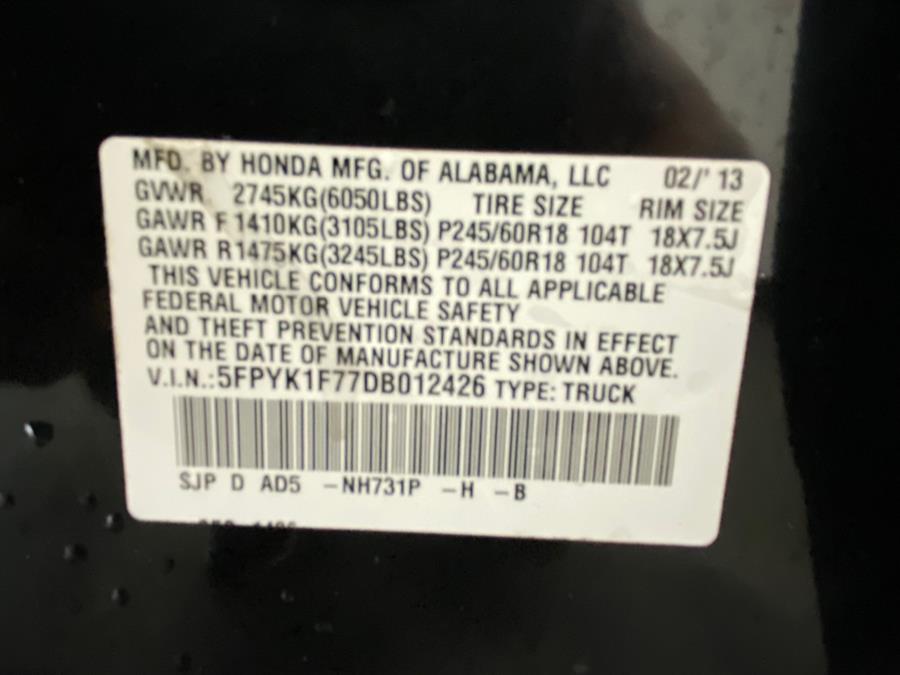 MFD. BY HONDA MFG. OF ALABAMA, LLC 02/' 13
GVWR 2745KG(6050LBS) TIRE SIZE RIM SIZE
GAWR F 1410KG(3105LBS) P245/60R18 104T 18X7.5J
GAWR R1475KG(3245LBS) P245/60R18 104T 18X7.5J
THIS VEHICLE CONFORMS TO ALL APPLICABLE
FEDERAL MOTOR VEHICLE SAFETY
AND THEFT PREVENTION STANDARDS IN EFFECT
ON THE DATE OF MANUFACTURE SHOWN ABOVE.
V.I.N.:5FPYK1F77DB012426 TYPE: TRUCK
SJP D AD5 -NH731P -H -B